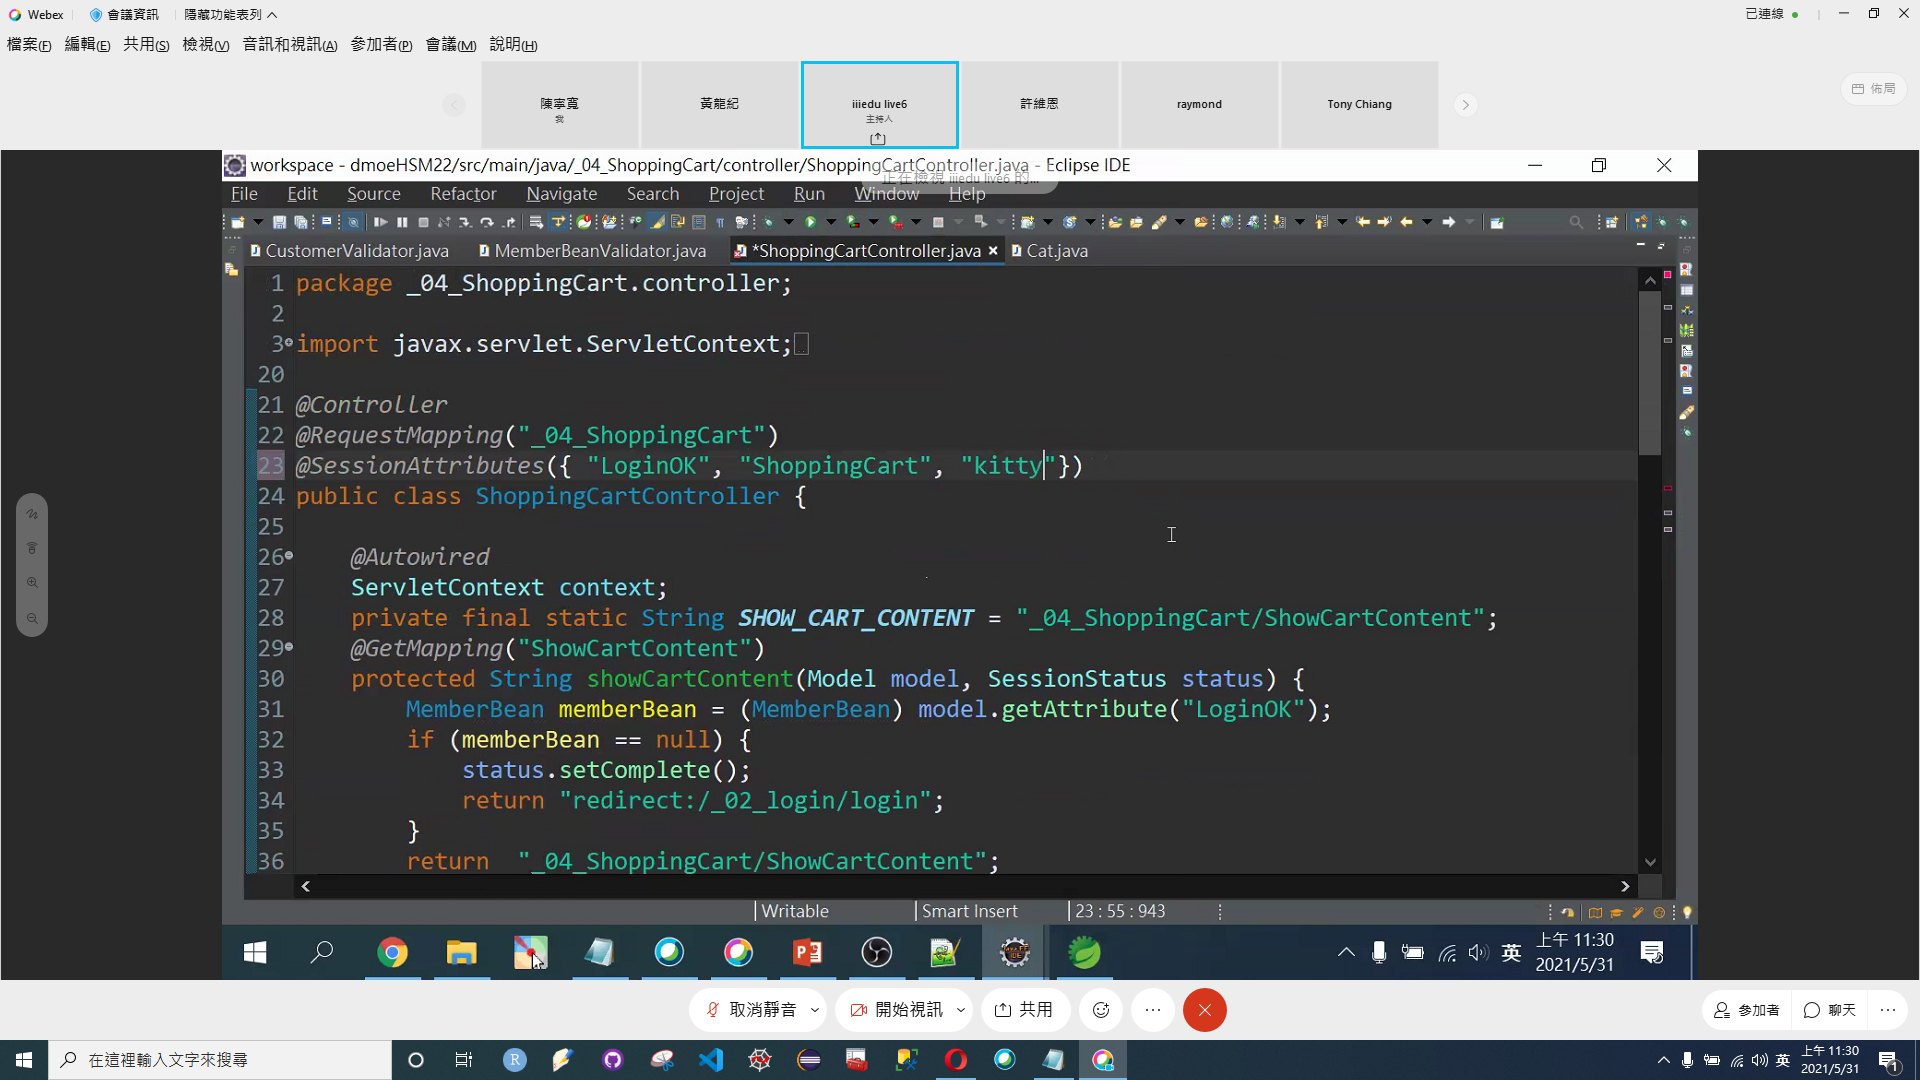 Webex 會議資訊 隱藏功能表列 已連線
檔案(F) 編輯(E) 共用(S) 檢視(V) 音訊和視訊(A) 參加者(P) 會議(M) 說明(H)
陳寧寬 黃龍紀 iiiedu live6 許維恩 raymond Tony Chiang 佈局
我 主持人
workspace - dmoeHSM22/src/main/java/_04_ShoppingCart/controller/ShoppingCartController.java - Eclipse IDE
正在檢視 iiiedu live6 的...
File Edit Source Refactor Navigate Search Project Run Window Help
CustomerValidator.java MemberBeanValidator.java *ShoppingCartController.java Cat.java
1 package _04_ShoppingCart.controller;
2
3 import javax.servlet.ServletContext;
20
21 @Controller
22 @RequestMapping("_04_ShoppingCart")
23 @SessionAttributes({ "LoginOK", "ShoppingCart", "kitty"})
24 public class ShoppingCartController {
25
26 @Autowired
27 ServletContext context;
28 private final static String SHOW_CART_CONTENT = "_04_ShoppingCart/ShowCartContent";
29 @GetMapping("ShowCartContent")
30 protected String showCartContent(Model model, SessionStatus status) {
31 MemberBean memberBean = (MemberBean) model.getAttribute("LoginOK");
32 if (memberBean == null) {
33 status.setComplete();
34 return "redirect:/_02_login/login";
35 }
36 return "_04_ShoppingCart/ShowCartContent";
Writable Smart Insert 23 : 55 : 943
英 上午 11:30
2021/5/31
取消靜音 開始視訊 共用 參加者 聊天
在這裡輸入文字來搜尋 英 上午 11:30
2021/5/31 1